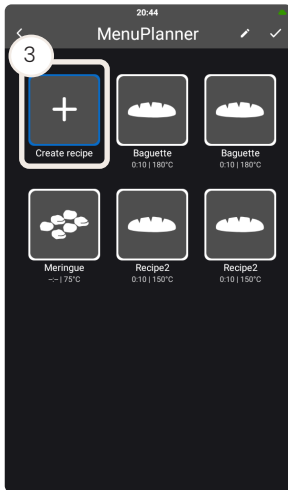 20:44
MenuPlanner
3
Create recipe
Baguette
0:10 | 180°C
Baguette
0:10 | 180°C
Meringue
--:-- | 75°C
Recipe2
0:10 | 150°C
Recipe2
0:10 | 150°C